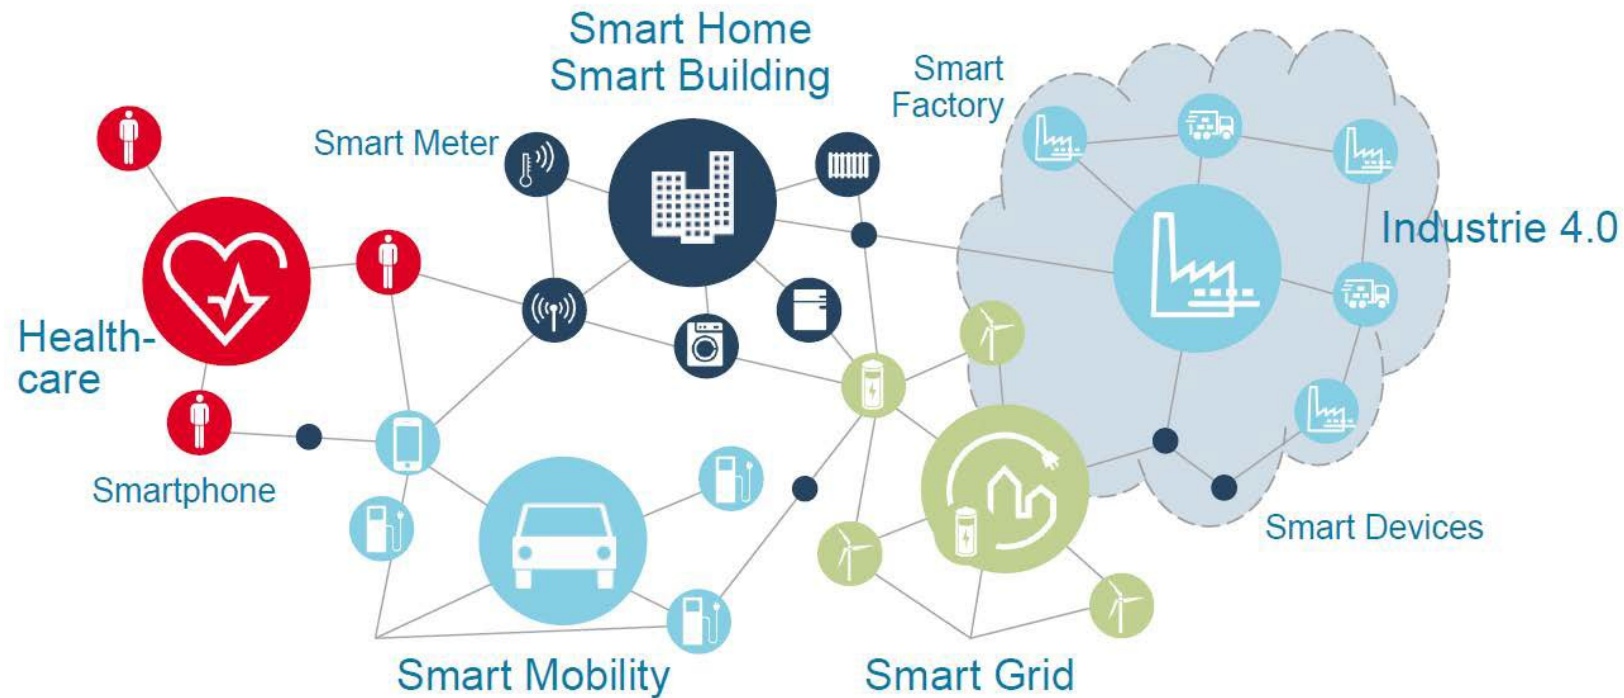 Smart Home
Smart Building
Smart
Factory
Smart Meter
Industrie 4.0
Health-
care
Smartphone
Smart Devices
Smart Mobility
Smart Grid